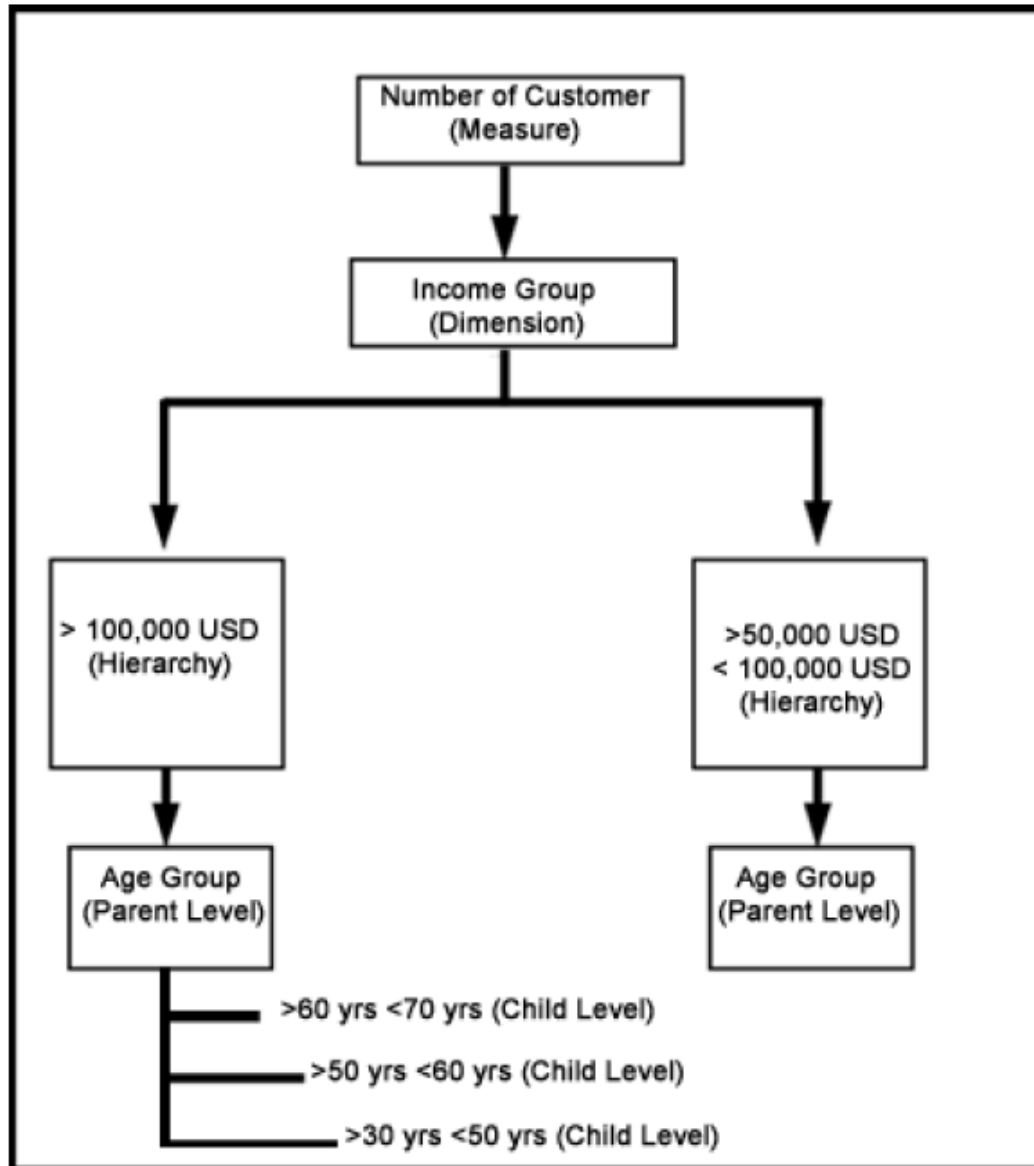 Number of Customer
(Measure)
Income Group
(Dimension)
> 100,000 USD
(Hierarchy)
>50,000 USD
< 100,000 USD
(Hierarchy)
Age Group
(Parent Level)
Age Group
(Parent Level)
>60 yrs <70 yrs (Child Level)
>50 yrs <60 yrs (Child Level)
>30 yrs <50 yrs (Child Level)